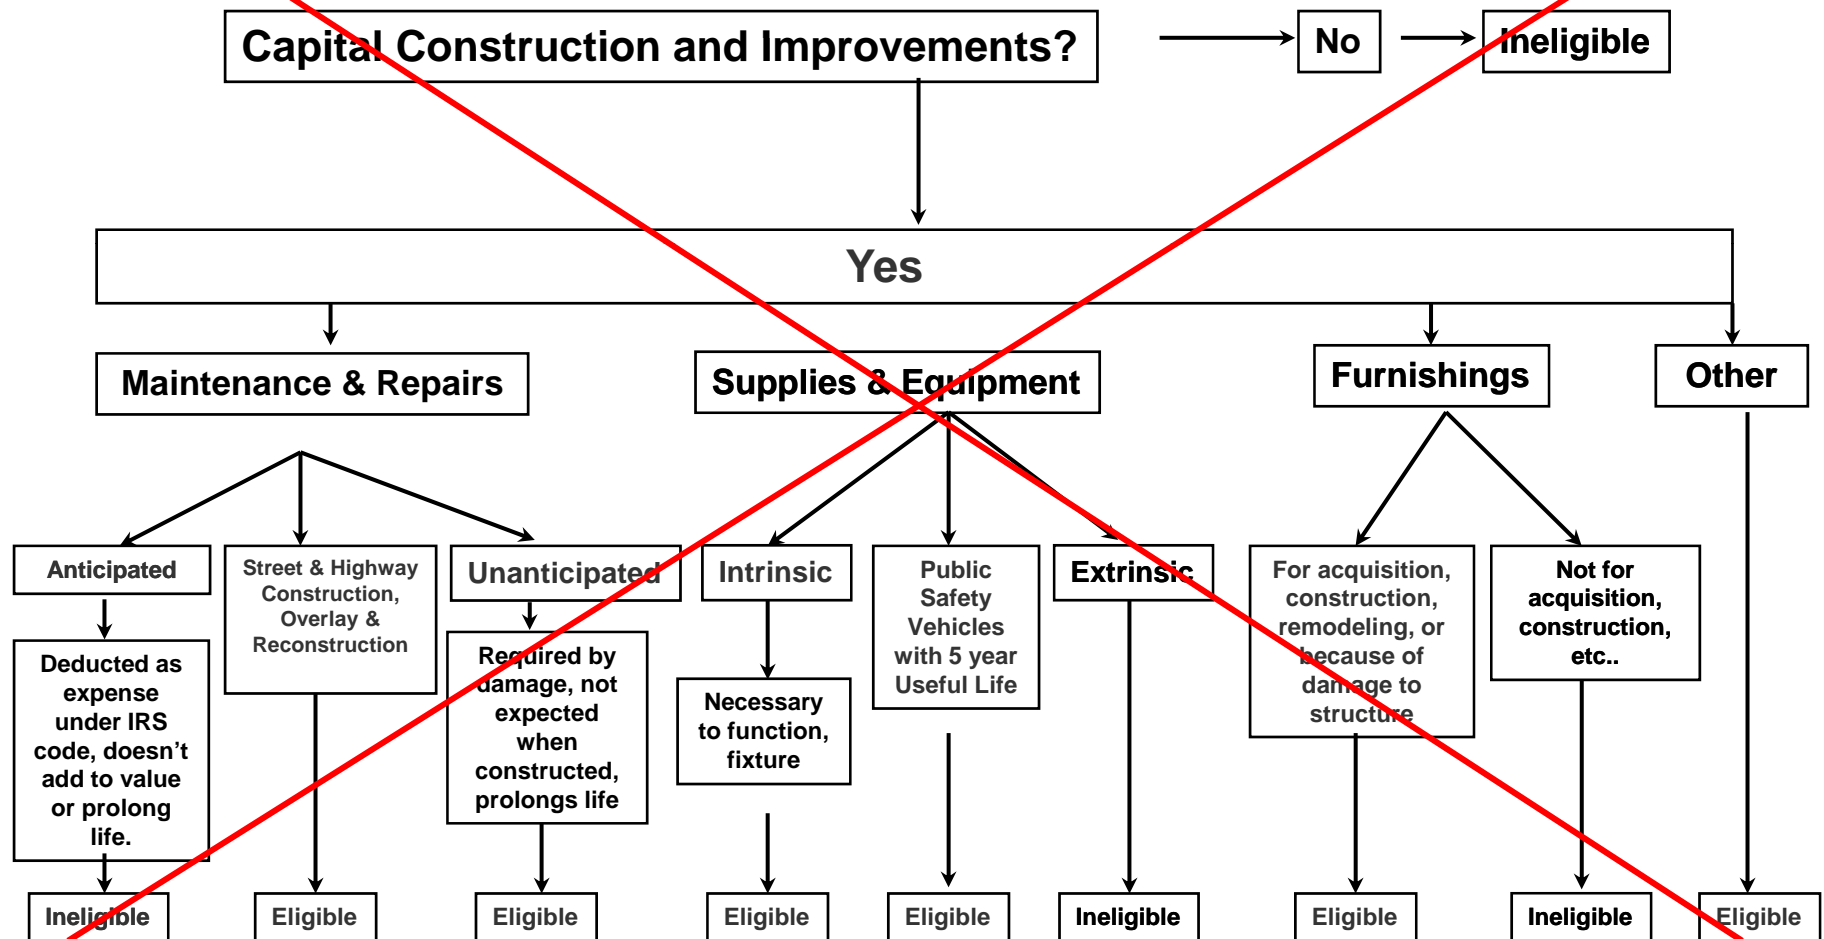 Capital Construction and Improvements?
No
Ineligible
Yes
Maintenance & Repairs
Supplies & Equipment
Furnishings
Other
Anticipated
Street & Highway
Construction,
Overlay &
Reconstruction
Unanticipated
Intrinsic
Public
Safety
Vehicles
with 5 year
Useful Life
Extrinsic
For acquisition,
construction,
remodeling, or
because of
damage to
structure
Not for
acquisition,
construction,
etc..
Deducted as
expense
under IRS
code, doesn’t
add to value
or prolong
life.
Required by
damage, not
expected
when
constructed,
prolongs life
Necessary
to function,
fixture
Ineligible
Eligible
Eligible
Eligible
Eligible
Ineligible
Eligible
Ineligible
Eligible